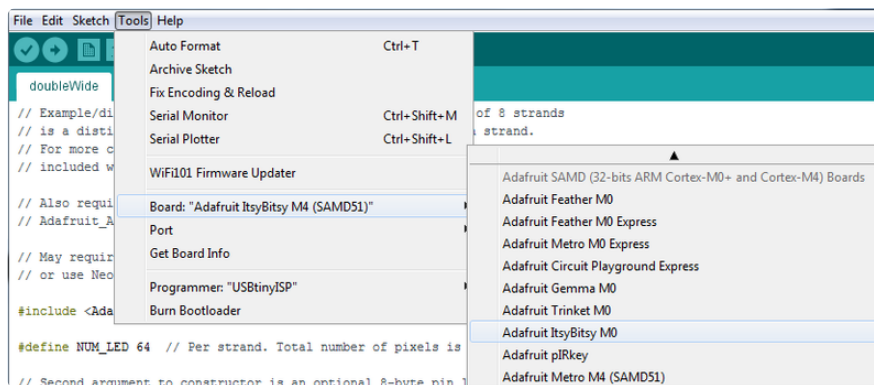 File Edit Sketch Tools Help
doubleWide
Auto Format Ctrl+T
Archive Sketch
Fix Encoding & Reload
Serial Monitor Ctrl+Shift+M
Serial Plotter Ctrl+Shift+L
WiFi101 Firmware Updater
Board: "Adafruit ItsyBitsy M4 (SAMD51)"
Port
Get Board Info
Programmer: "USBtinyISP"
Burn Bootloader
Adafruit SAMD (32-bits ARM Cortex-M0+ and Cortex-M4) Boards
Adafruit Feather M0
Adafruit Feather M0 Express
Adafruit Metro M0 Express
Adafruit Circuit Playground Express
Adafruit Gemma M0
Adafruit Trinket M0
Adafruit ItsyBitsy M0
Adafruit pIRkey
Adafruit Metro M4 (SAMD51)
// Example/di of 8 strands
// is a disti strand.
// For more c
// included w
// Also requi
// Adafruit_A
// May requir
// or use Neo
#include <Ada
#define NUM_LED 64 // Per strand. Total number of pixels is
// Second argument to constructor is an optional 8-byte pin l